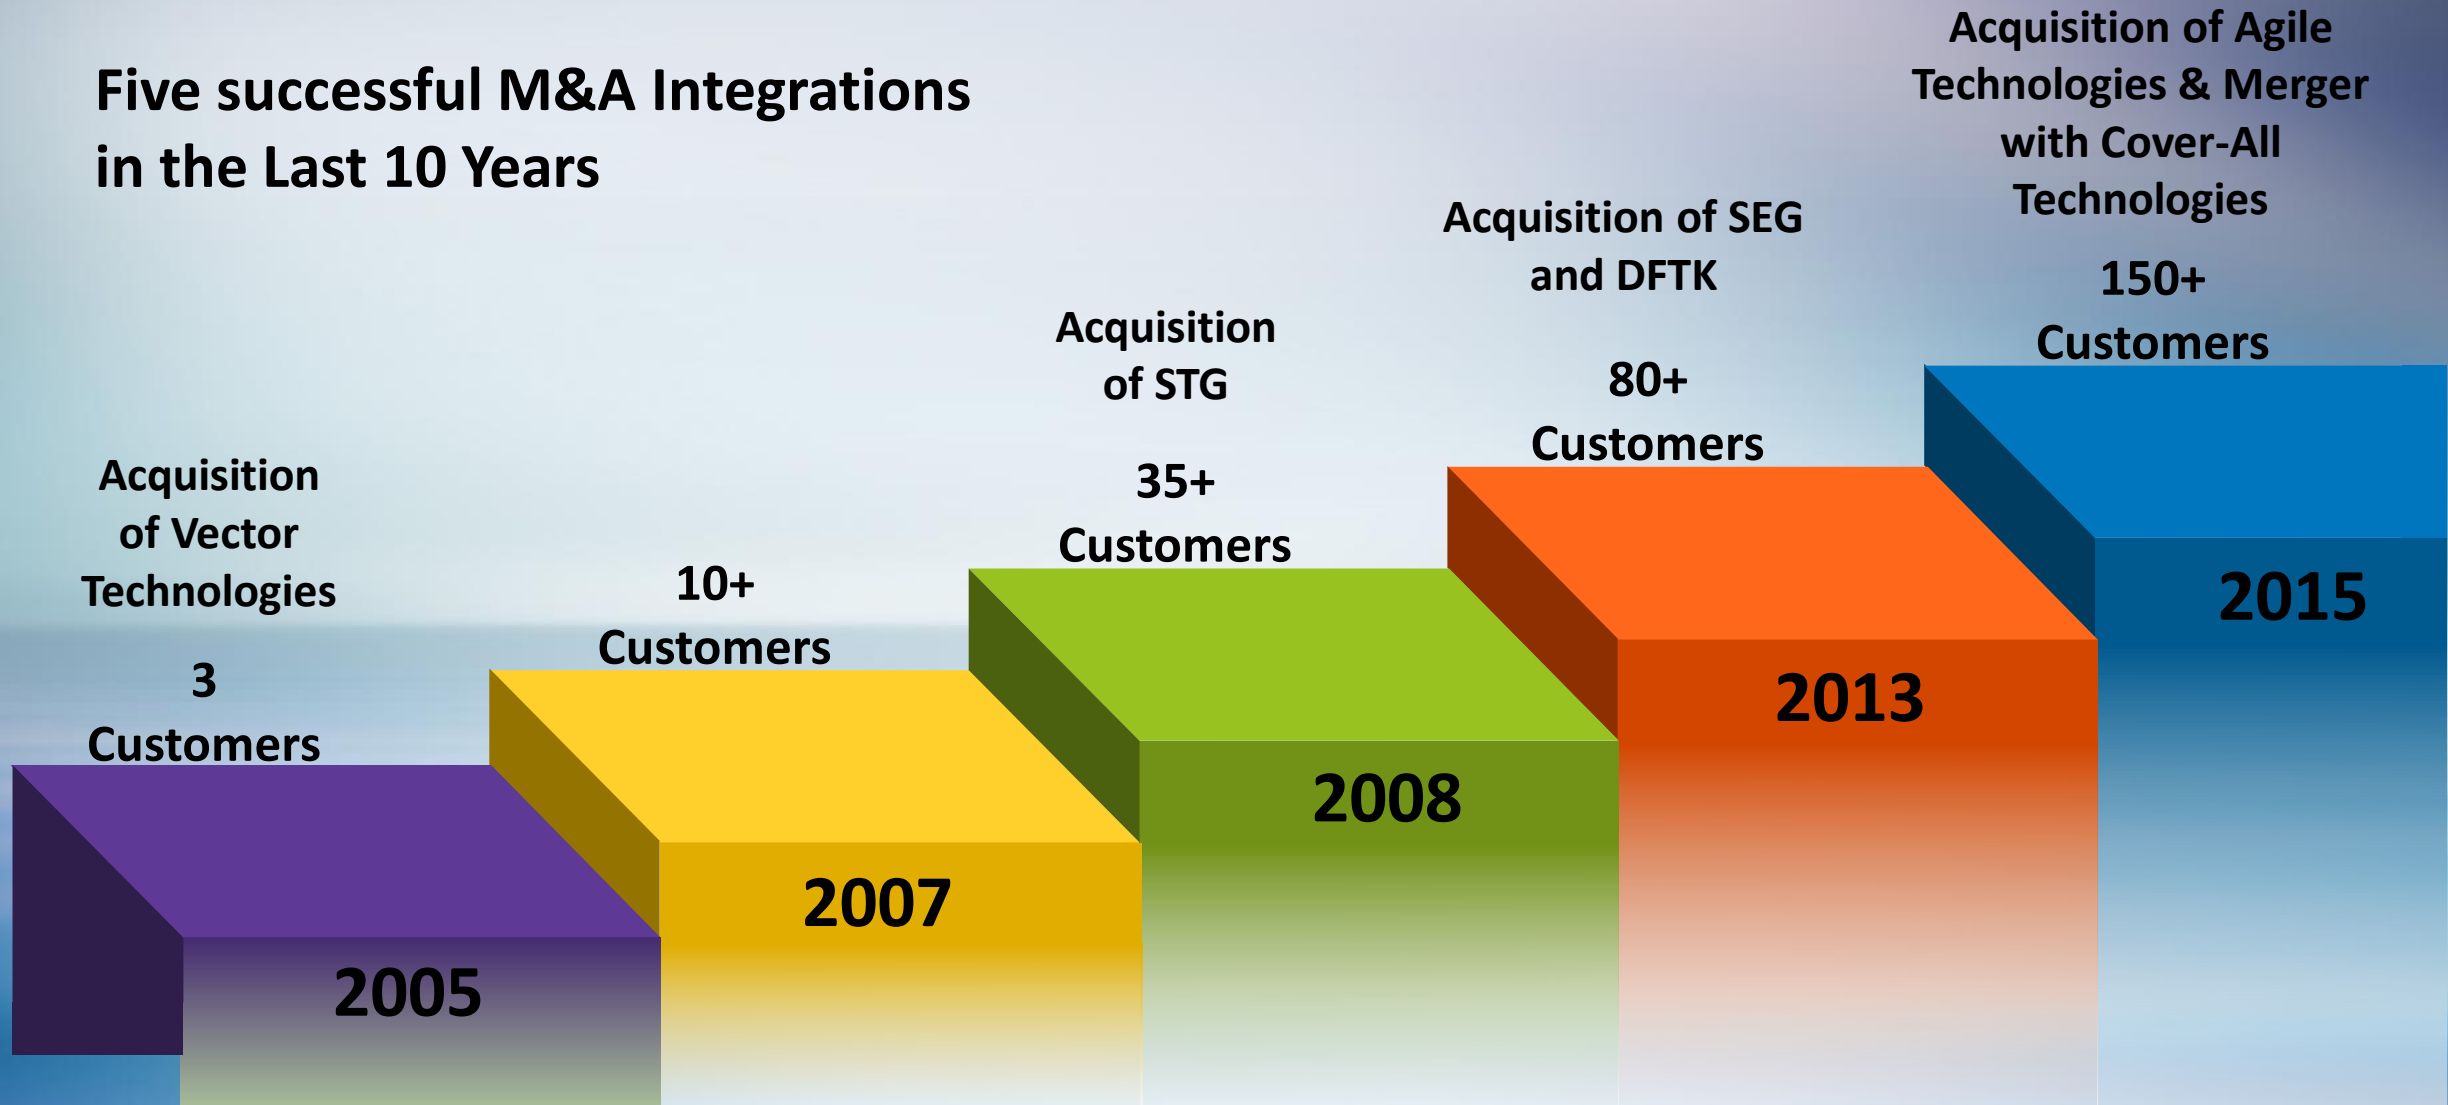 Five successful M&A Integrations
in the Last 10 Years
Acquisition
of Vector
Technologies
3
Customers
2005
10+
Customers
2007
Acquisition
of STG
35+
Customers
2008
Acquisition of SEG
and DFTK
80+
Customers
2013
Acquisition of Agile
Technologies & Merger
with Cover-All
Technologies
150+
Customers
2015